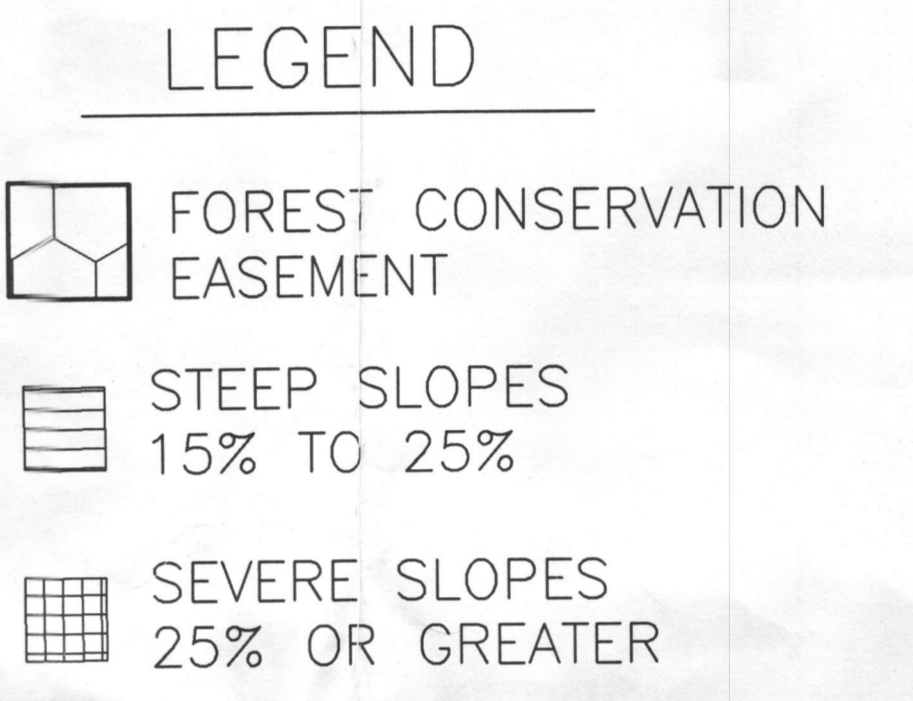 LEGEND
FOREST CONSERVATION
EASEMENT
STEEP SLOPES
15% TO 25%
SEVERE SLOPES
25% OR GREATER